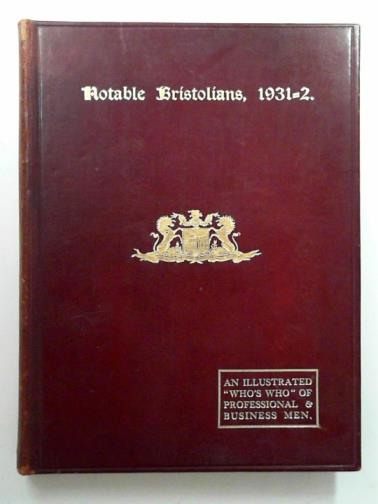 Notable Bristolians, 1931-2.
AN ILLUSTRATED
"WHO'S WHO" OF
PROFESSIONAL &
BUSINESS MEN.